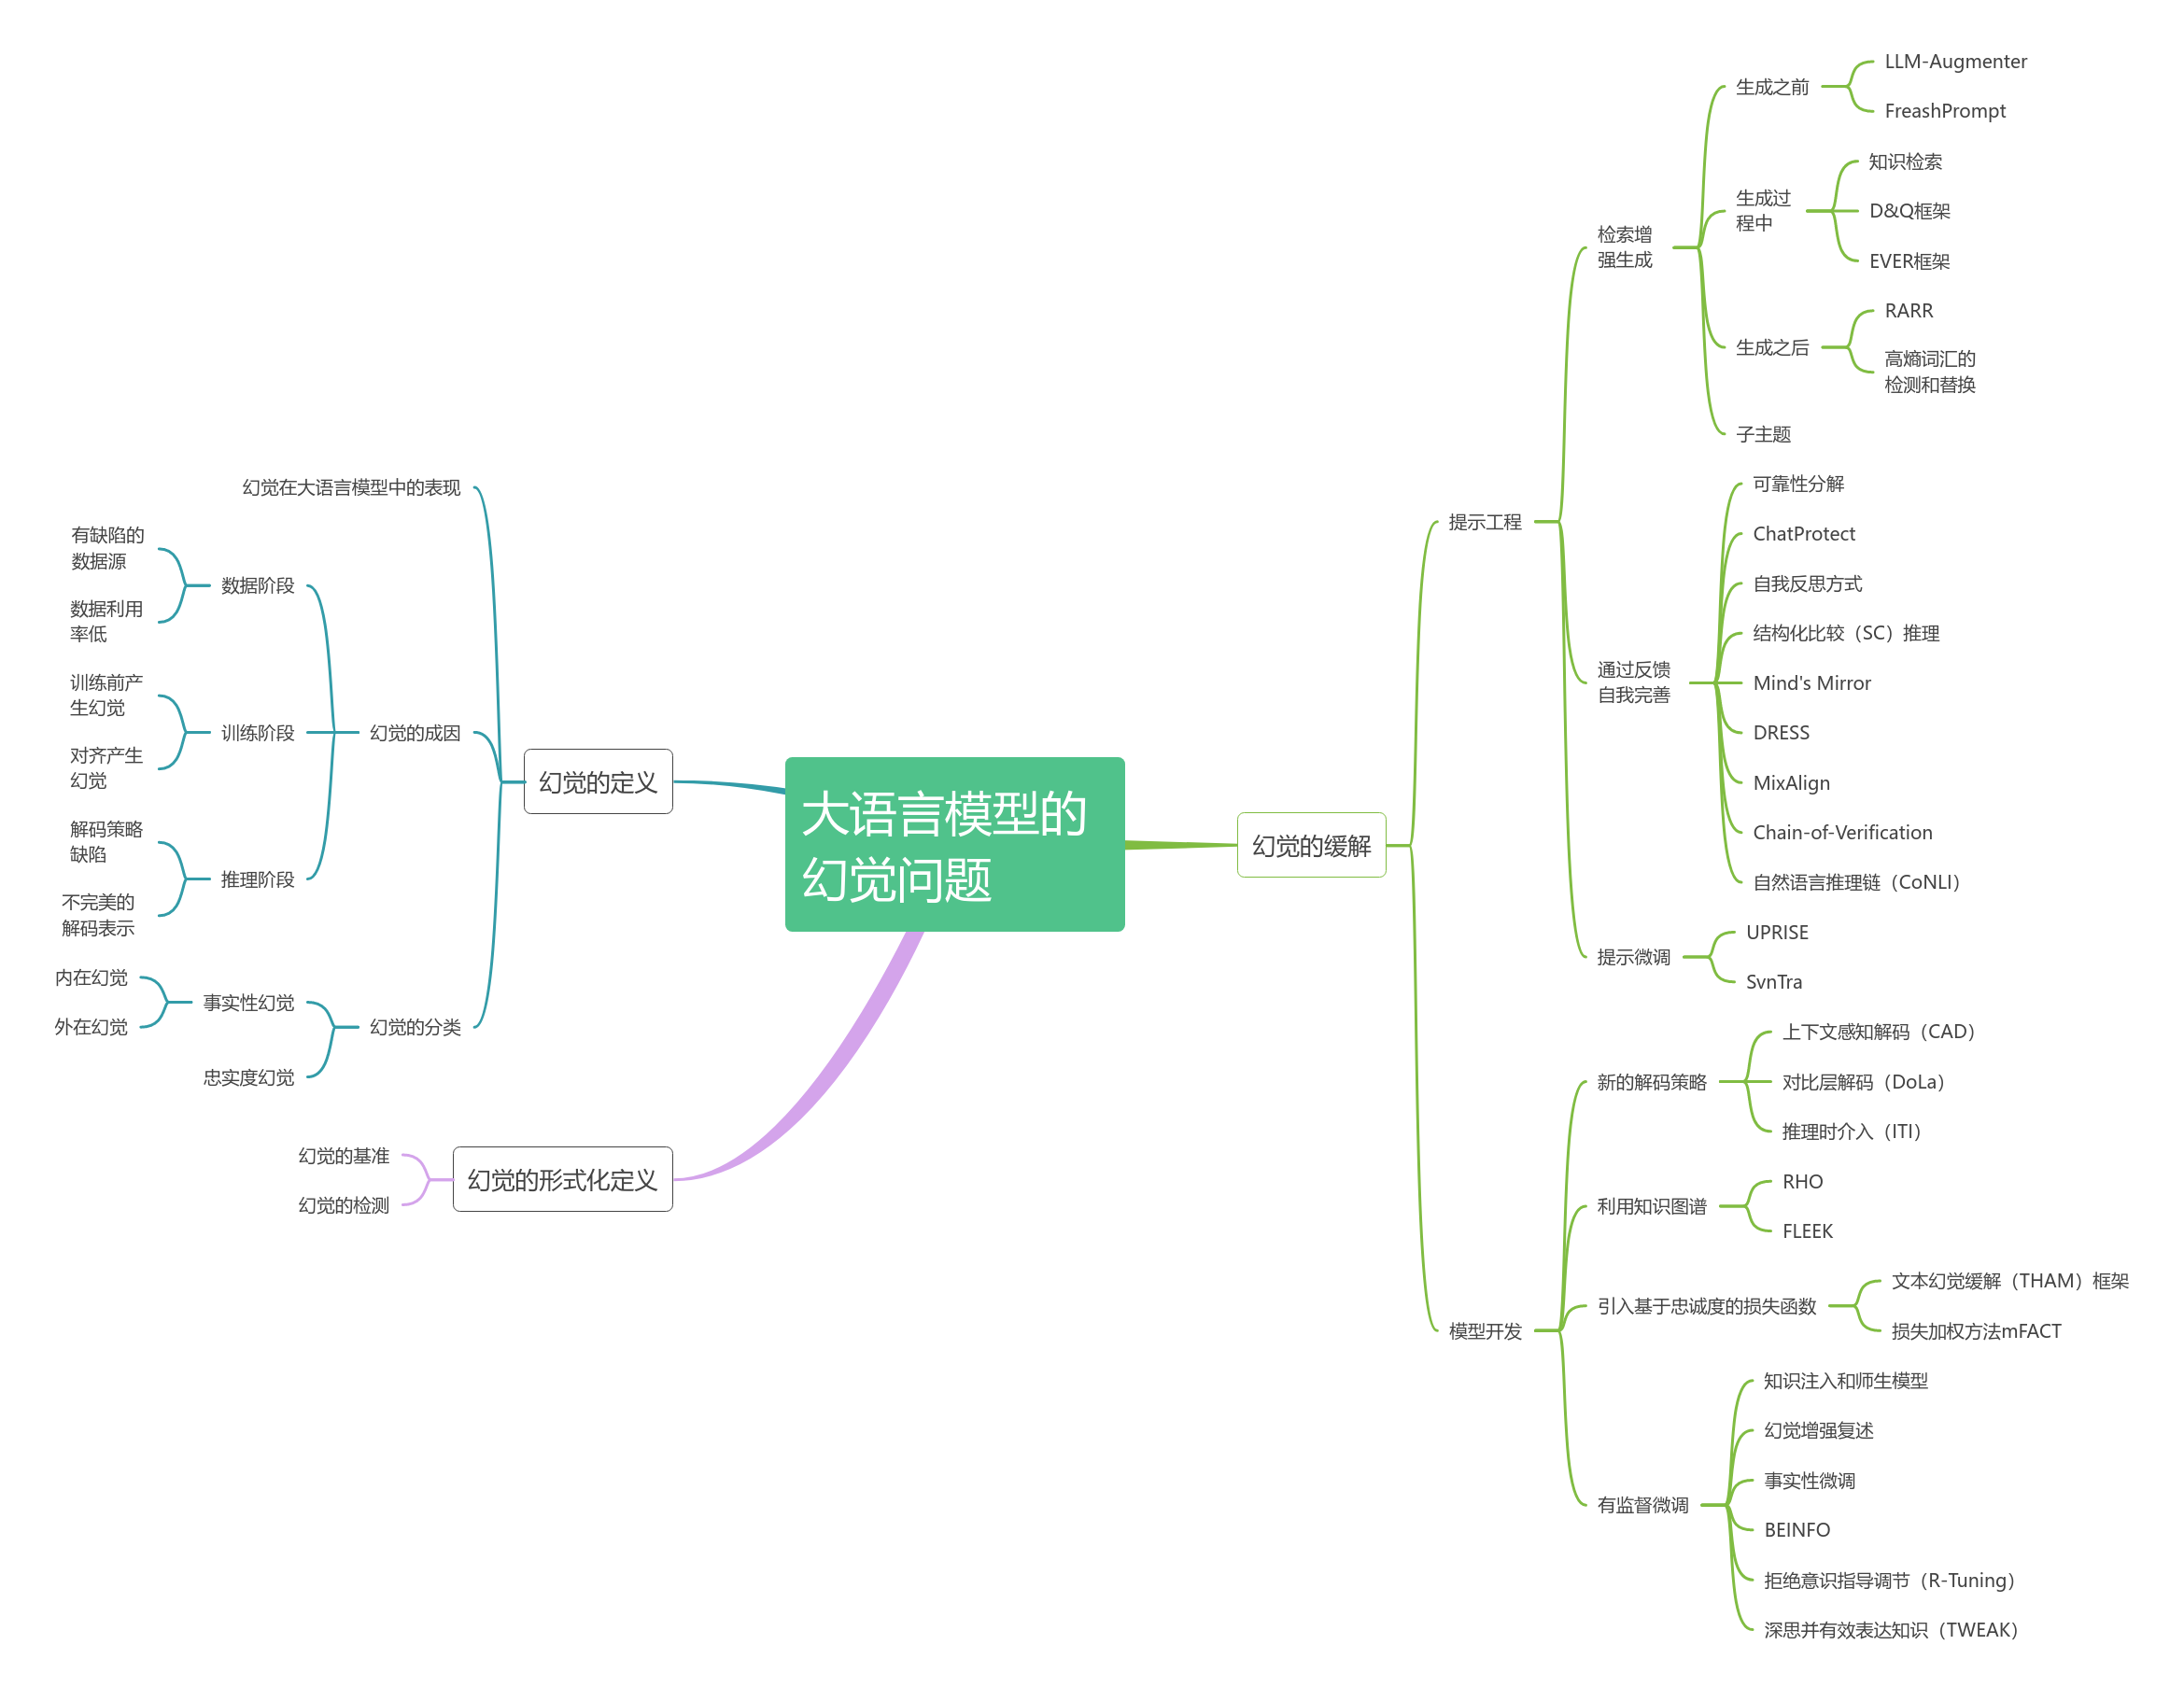 大语言模型的
幻觉问题
幻觉的定义
幻觉在大语言模型中的表现
幻觉的成因
数据阶段
有缺陷的
数据源
数据利用
率低
训练阶段
训练前产
生幻觉
对齐产生
幻觉
推理阶段
解码策略
缺陷
不完美的
解码表示
幻觉的分类
事实性幻觉
内在幻觉
外在幻觉
忠实度幻觉
幻觉的形式化定义
幻觉的基准
幻觉的检测
幻觉的缓解
提示工程
检索增
强生成
生成之前
LLM-Augmenter
FreashPrompt
生成过
程中
知识检索
D&Q框架
EVER框架
生成之后
RARR
高熵词汇的
检测和替换
子主题
通过反馈
自我完善
可靠性分解
ChatProtect
自我反思方式
结构化比较（SC）推理
Mind's Mirror
DRESS
MixAlign
Chain-of-Verification
自然语言推理链（CoNLI）
提示微调
UPRISE
SvnTra
模型开发
新的解码策略
上下文感知解码（CAD）
对比层解码（DoLa）
推理时介入（ITI）
利用知识图谱
RHO
FLEEK
引入基于忠诚度的损失函数
文本幻觉缓解（THAM）框架
损失加权方法mFACT
有监督微调
知识注入和师生模型
幻觉增强复述
事实性微调
BEINFO
拒绝意识指导调节（R-Tuning）
深思并有效表达知识（TWEAK）